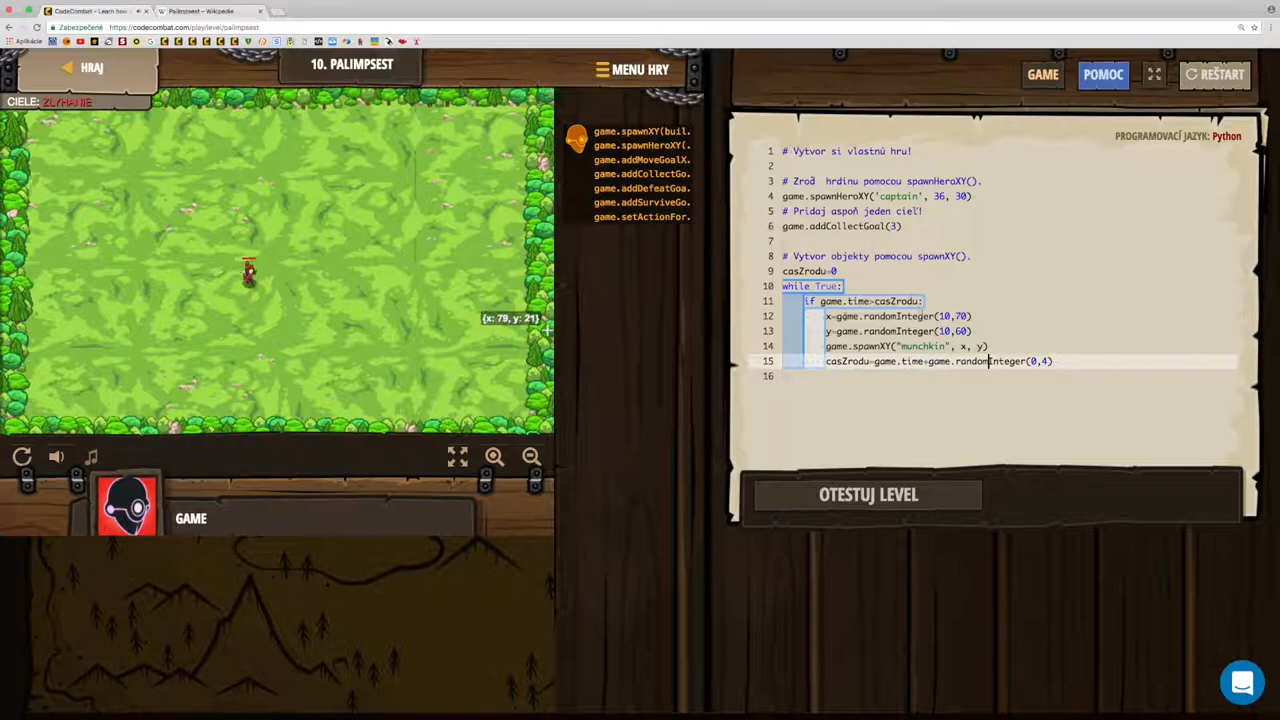 CodeCombat - Learn how
Palimpsest – Wikipedie
Zabezpečené
https://codecombat.com/play/level/palimpsest
Aplikácie
HRAJ
10. PALIMPSEST
MENU HRY
CIELE: ZLYHANIE
GAME
POMOC
REŠTART
game.spawnXY(buil.
game.spawnHeroXY(.
game.addMoveGoalX.
game.addCollectGo.
game.addDefeatGoa.
game.addSurviveGo.
game.setActionFor.
PROGRAMOVACÍ JAZYK: Python
1 # Vytvor si vlastnú hru!
2
3 # Zroď hrdinu pomocou spawnHeroXY().
4 game.spawnHeroXY('captain', 36, 30)
5 # Pridaj aspoň jeden cieľ!
6 game.addCollectGoal(3)
7
8 # Vytvor objekty pomocou spawnXY().
9 casZrodu=0
10 while True:
11 if game.time>casZrodu:
12 x=game.randomInteger(10,70)
13 y=game.randomInteger(10,60)
14 game.spawnXY("munchkin", x, y)
15 casZrodu=game.time+game.randomInteger(0,4)
16
{x: 79, y: 21}
OTESTUJ LEVEL
GAME